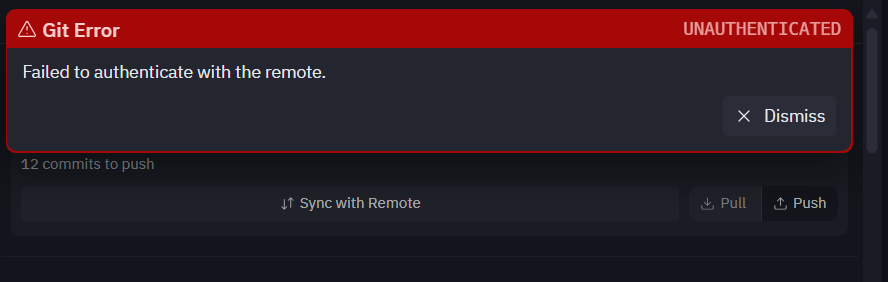 Git Error
UNAUTHENTICATED
Failed to authenticate with the remote.
Dismiss
12 commits to push
Sync with Remote
Pull
Push